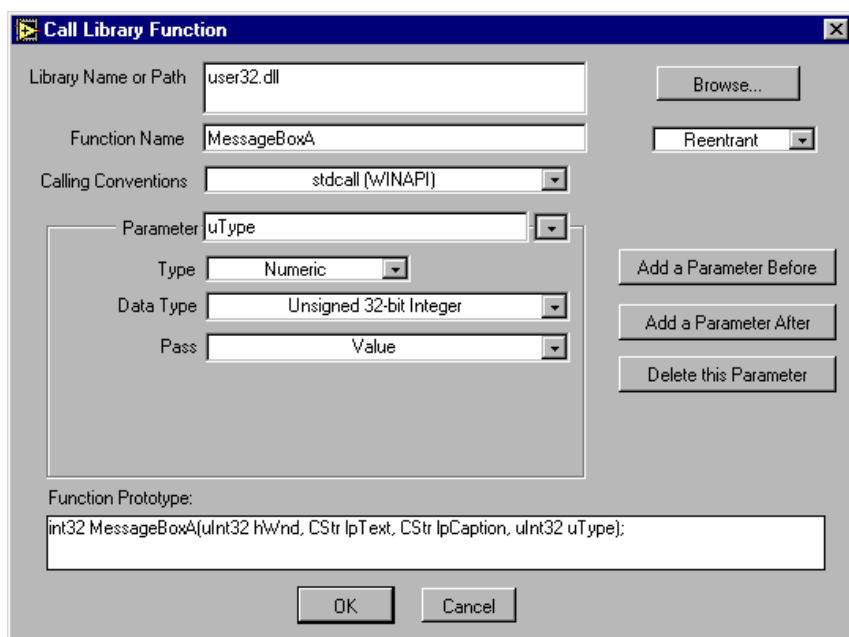 Call Library Function
Library Name or Path user32.dll Browse...
Function Name MessageBoxA Reentrant
Calling Conventions stdcall (WINAPI)
Parameter uType
Type Numeric Add a Parameter Before
Data Type Unsigned 32-bit Integer Add a Parameter After
Pass Value Delete this Parameter
Function Prototype:
int32 MessageBoxA(uInt32 hWnd, CStr lpText, CStr lpCaption, uInt32 uType);
OK Cancel